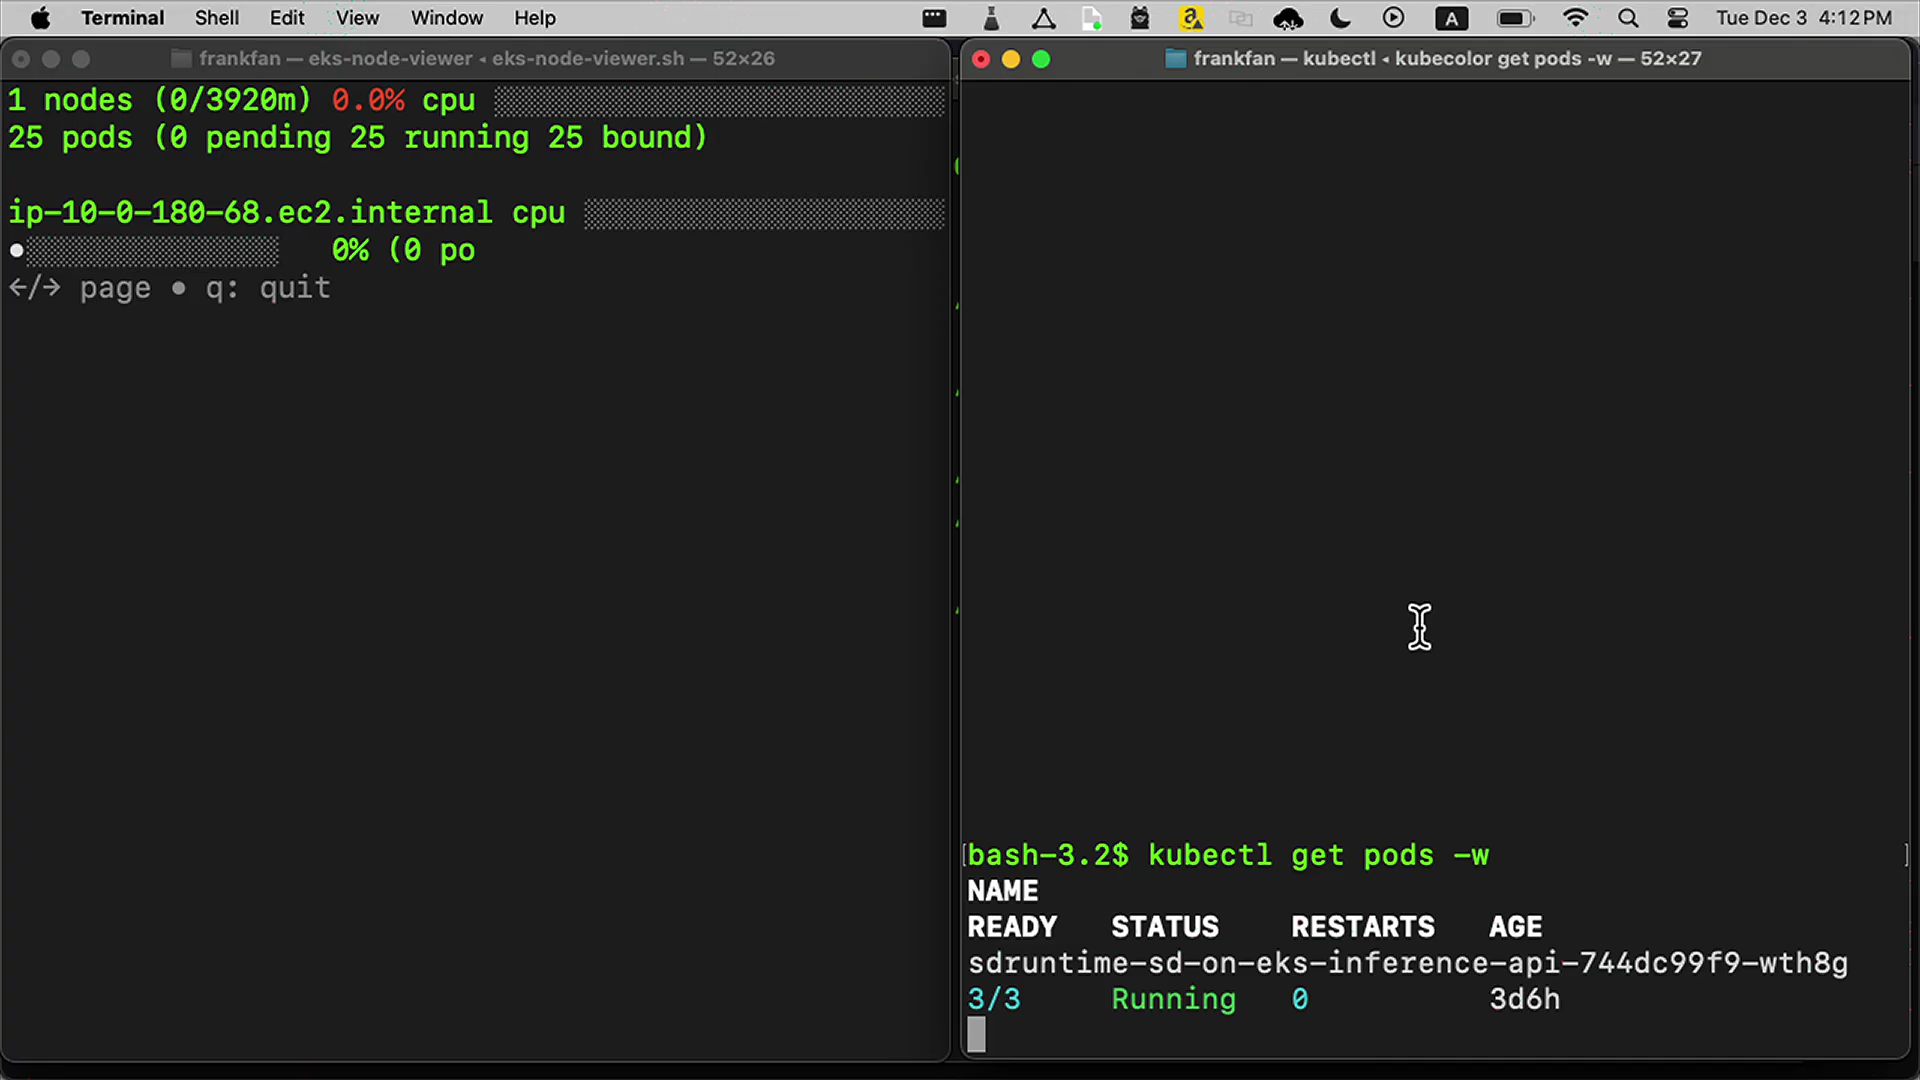 Terminal Shell Edit View Window Help
A
Tue Dec 3 4:12 PM
frankfan — eks-node-viewer ◂ eks-node-viewer.sh — 52×26
1 nodes (0/3920m) 0.0% cpu ░░░░░░░░░░░░░░░░░░░░░░░░░
25 pods (0 pending 25 running 25 bound)
ip-10-0-180-68.ec2.internal cpu ░░░░░░░░░░░░░░░░░░░░
•░░░░░░░░░░░░░░ 0% (0 po
←/→ page • q: quit
frankfan — kubectl ◂ kubecolor get pods -w — 52×27
[bash-3.2$ kubectl get pods -w ]
NAME
READY STATUS RESTARTS AGE
sdruntime-sd-on-eks-inference-api-744dc99f9-wth8g
3/3 Running 0 3d6h